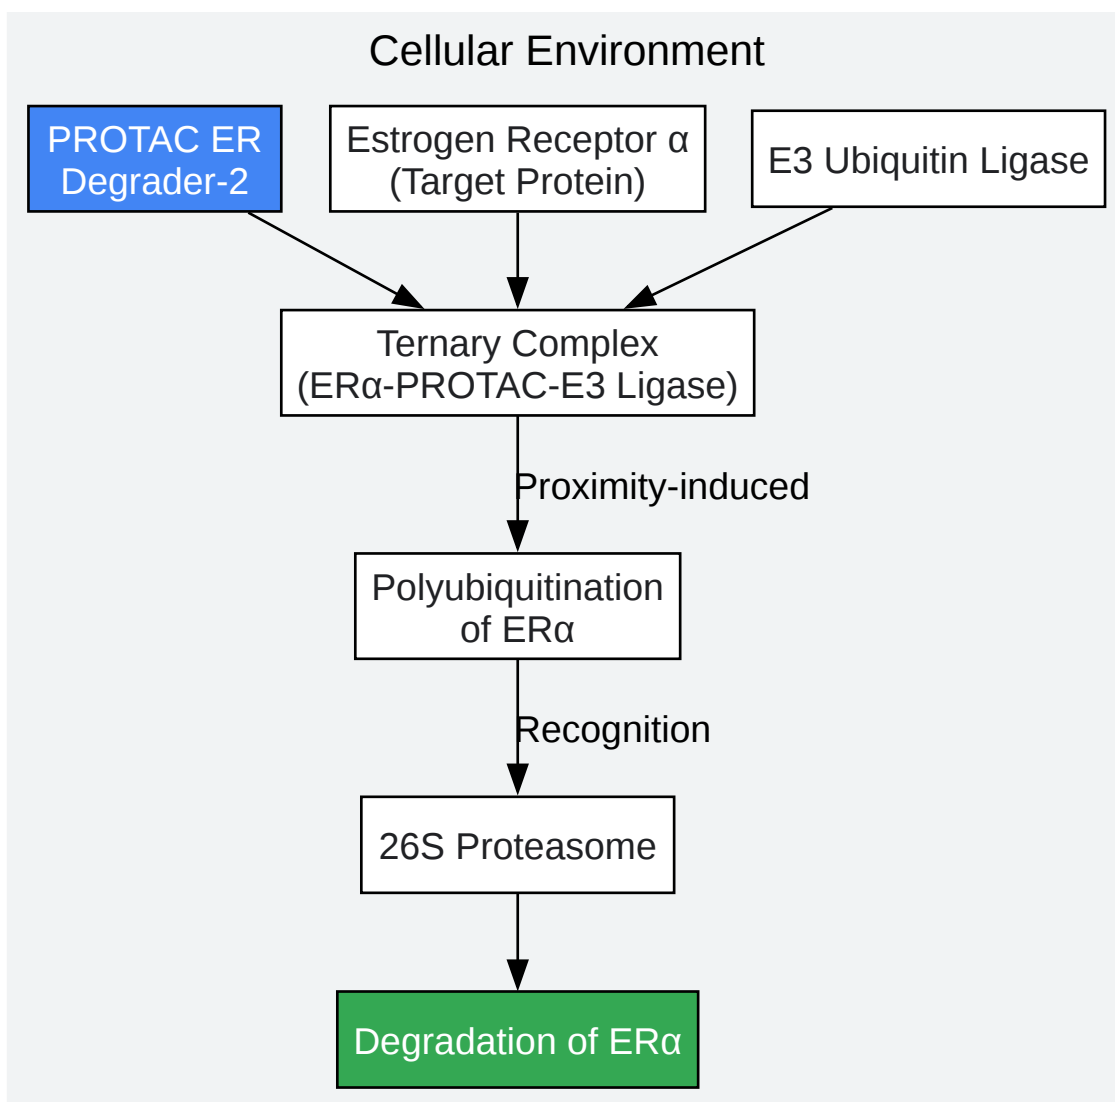 Cellular Environment
PROTAC ER
Degrader-2
Estrogen Receptor α
(Target Protein)
E3 Ubiquitin Ligase
Ternary Complex
(ERα-PROTAC-E3 Ligase)
Proximity-induced
Polyubiquitination
of ERα
Recognition
26S Proteasome
Degradation of ERα